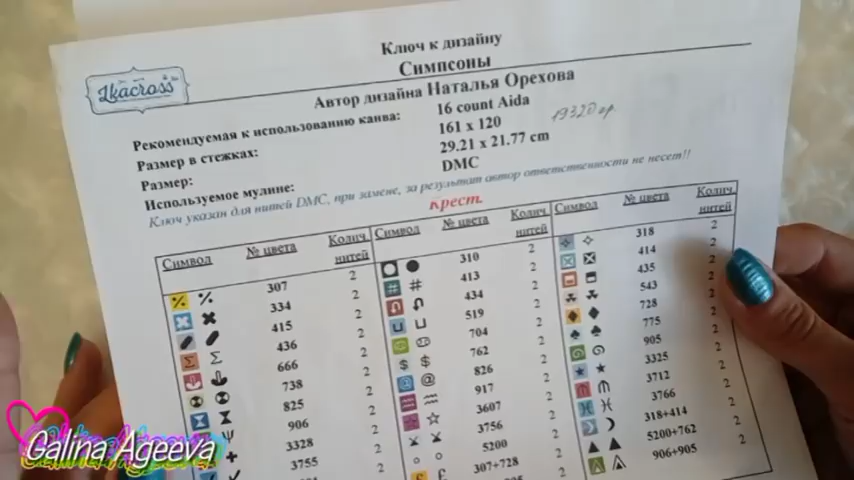 Ключ к дизайну
Симпсоны
Lkacross
Автор дизайна Наталья Орехова
Рекомендуемая к использованию канва: 16 count Aida
Размер в стежках: 161 x 120 19320 кр.
Размер: 29.21 x 21.77 cm
Используемое мулине: DMC
Ключ указан для нитей DMC, при замене, за результат автор ответственности не несет!!
Крест.
Символ № цвета Колич. нитей Символ № цвета Колич. нитей Символ № цвета Колич. нитей
307 2 310 2 318 2
334 2 413 2 414 2
415 2 434 2 435 2
436 2 519 2 543 2
666 2 704 2 728 2
738 2 762 2 775 2
825 2 826 2 905 2
906 2 917 2 3325 2
3328 2 3607 2 3712 2
3755 2 3756 2 3766 2
5200 2 318+414 2
307+728 2 5200+762 2
906+905 2
Galina Ageeva